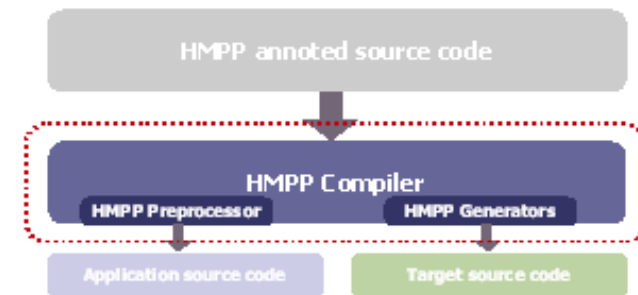 HMPP annoted source code
HMPP Compiler
HMPP Preprocessor
HMPP Generators
Application source code
Target source code